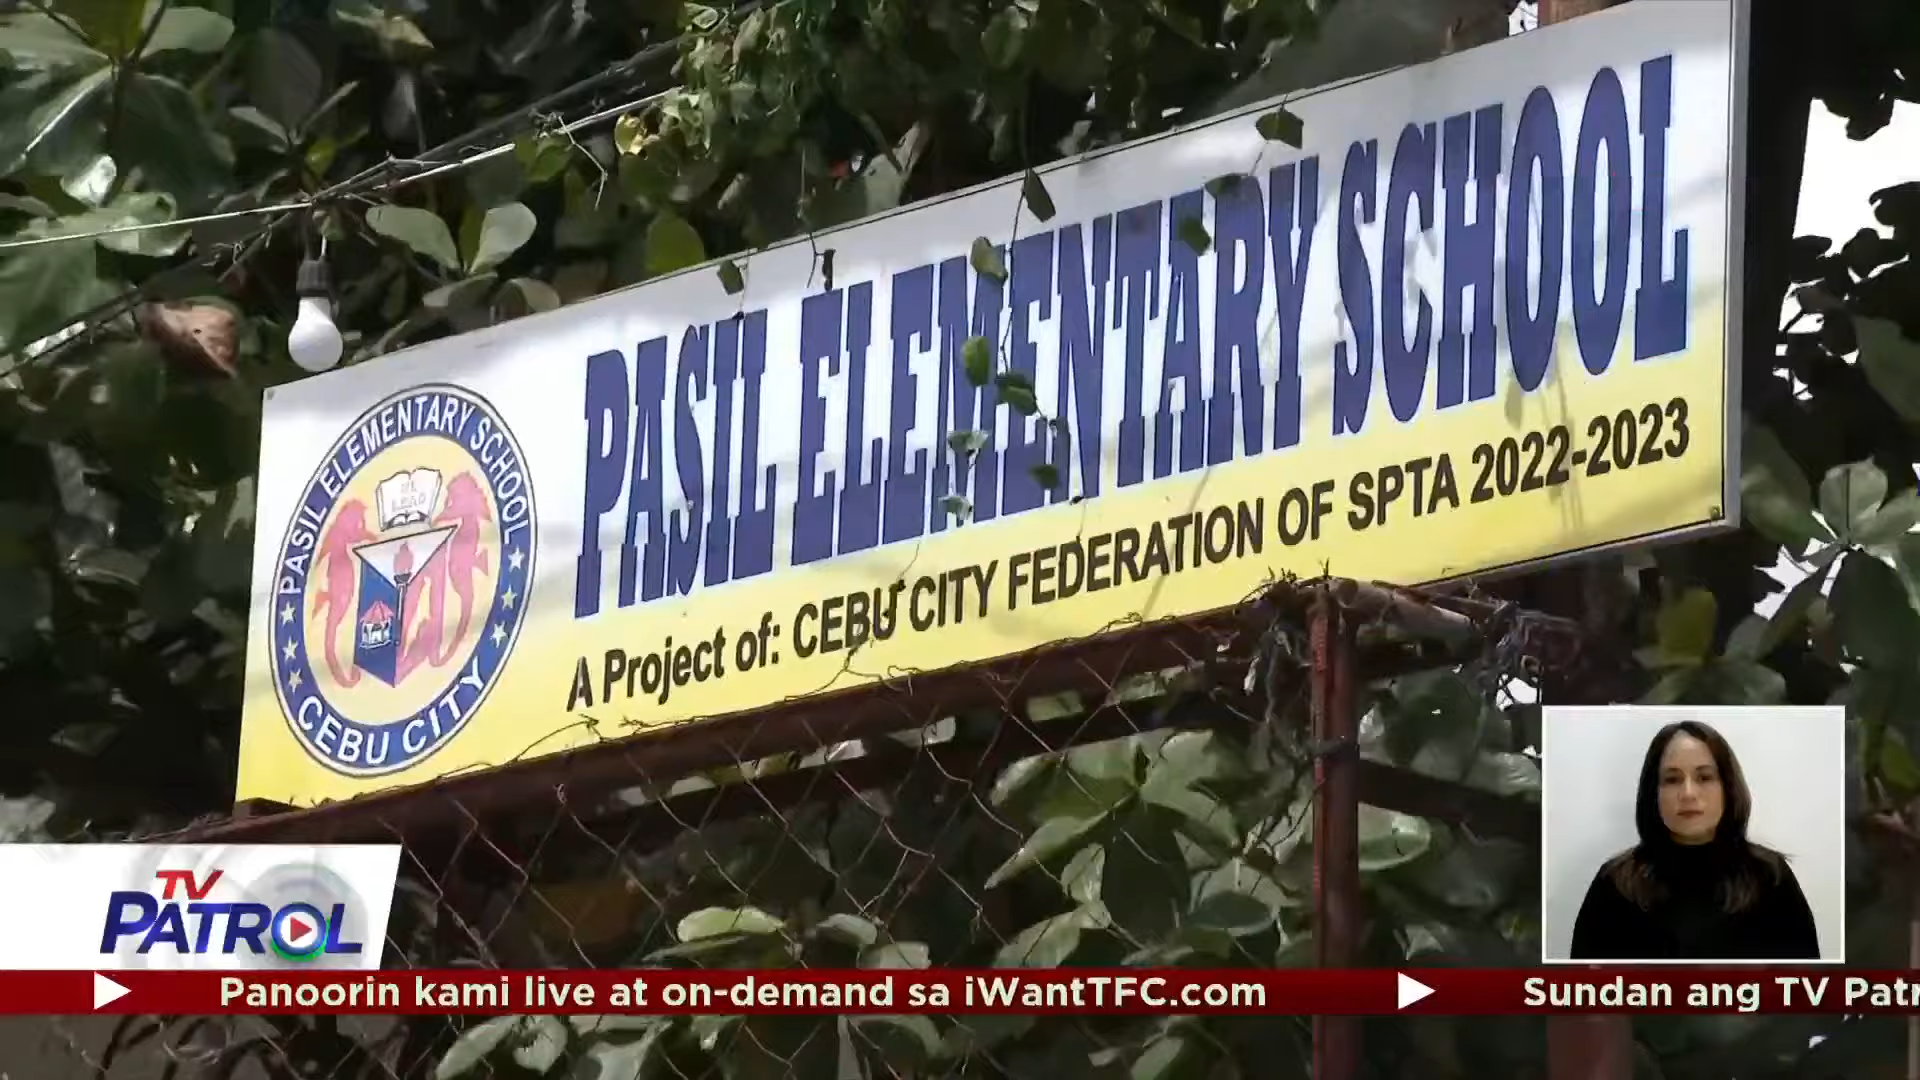 PASIL ELEMENTARY SCHOOL
A Project of: CEBU CITY FEDERATION OF SPTA 2022-2023
PASIL ELEMENTARY SCHOOL
CEBU CITY
TV
PATROL
Panoorin kami live at on-demand sa iWantTFC.com
Sundan ang TV Patr